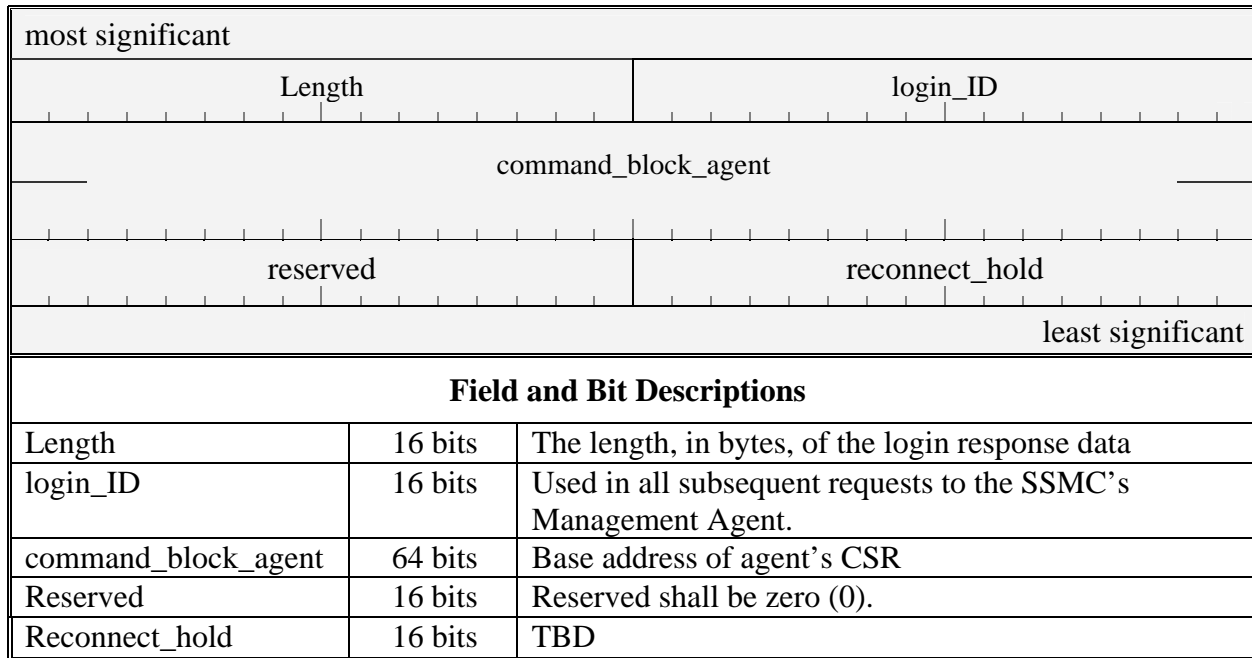 most significant
Length login_ID
command_block_agent
reserved reconnect_hold
least significant
Field and Bit Descriptions
Length 16 bits The length, in bytes, of the login response data
login_ID 16 bits Used in all subsequent requests to the SSMC’s
Management Agent.
command_block_agent 64 bits Base address of agent’s CSR
Reserved 16 bits Reserved shall be zero (0).
Reconnect_hold 16 bits TBD